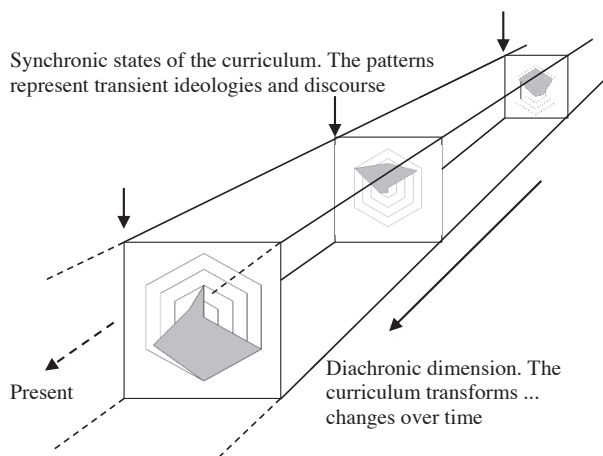 Synchronic states of the curriculum. The patterns
represent transient ideologies and discourse
Present
Diachronic dimension. The
curriculum transforms ...
changes over time